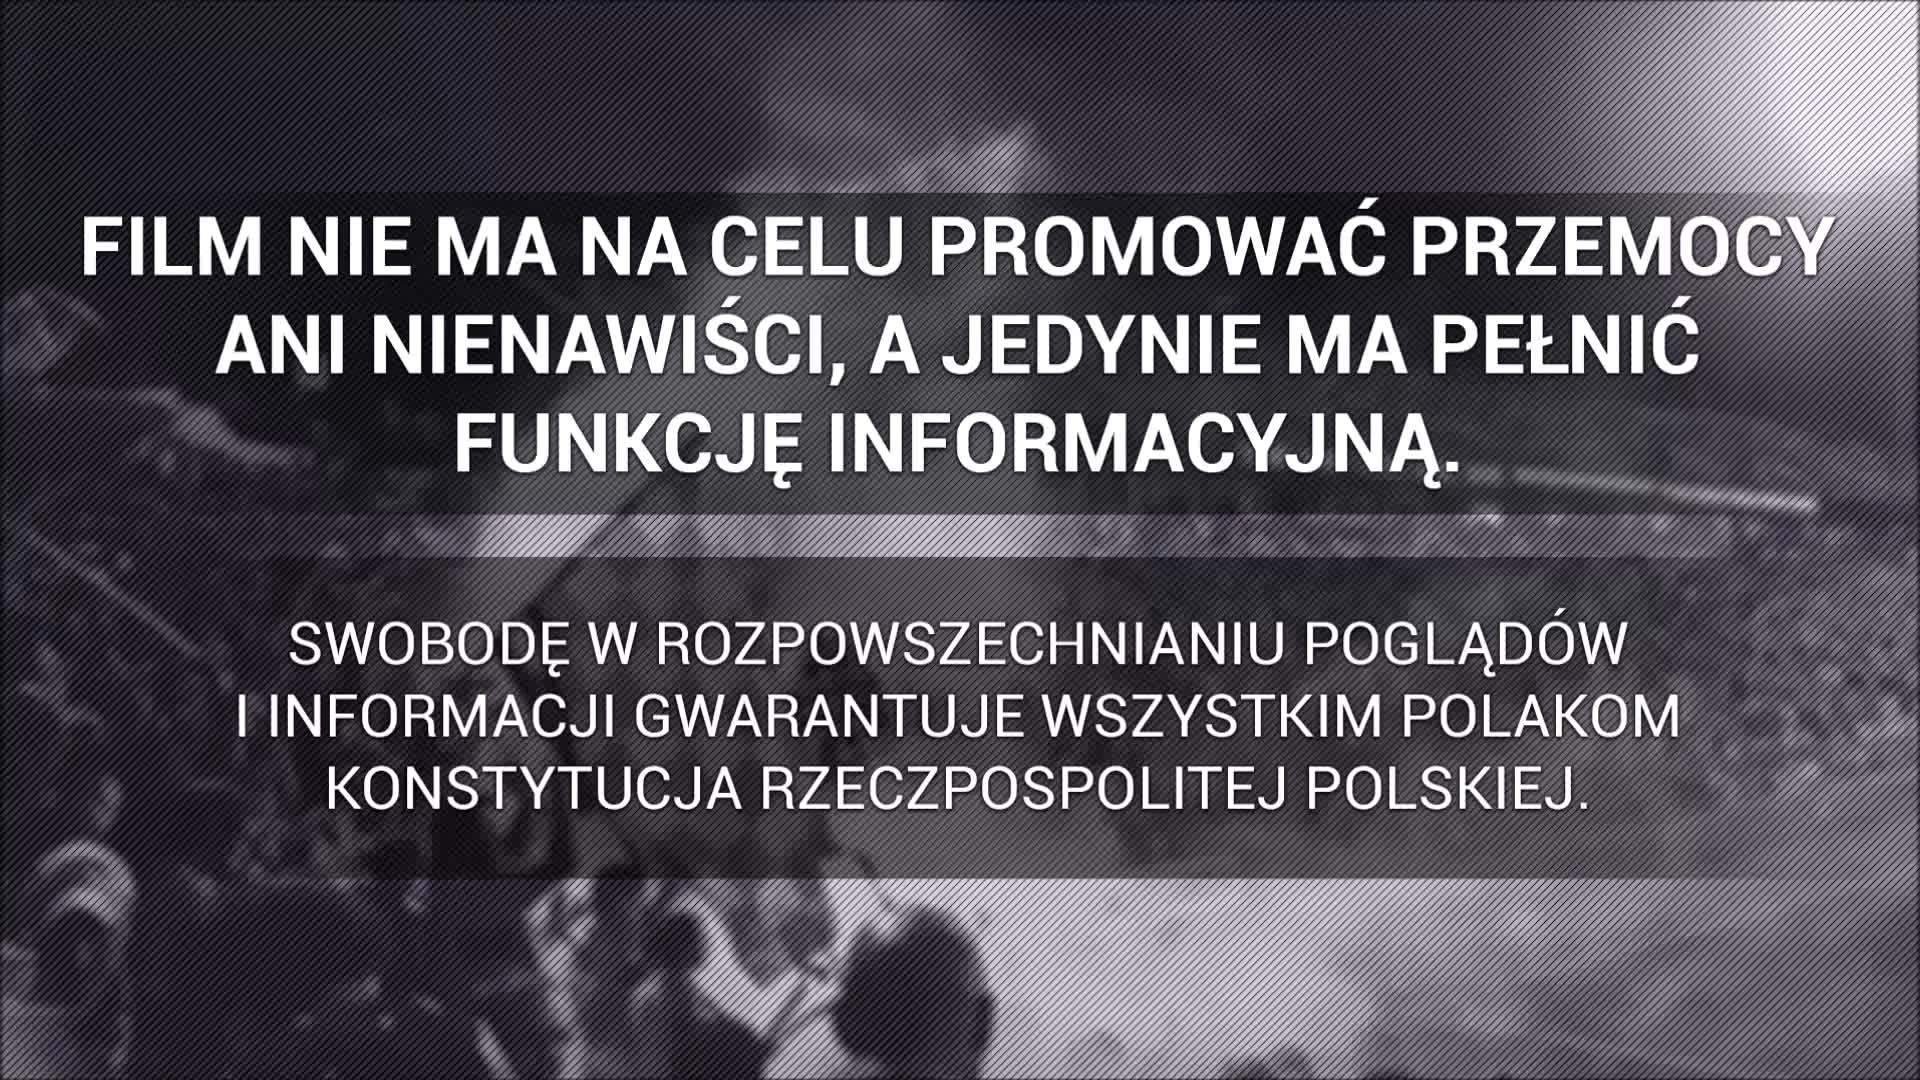 FILM NIE MA NA CELU PROMOWAĆ PRZEMOCY
ANI NIENAWIŚCI, A JEDYNIE MA PEŁNIĆ
FUNKCJĘ INFORMACYJNĄ.
SWOBODĘ W ROZPOWSZECHNIANIU POGLĄDÓW
I INFORMACJI GWARANTUJE WSZYSTKIM POLAKOM
KONSTYTUCJA RZECZPOSPOLITEJ POLSKIEJ.